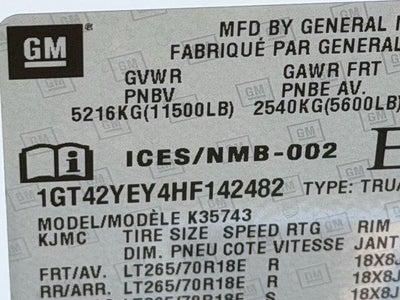 GM ®
MFD BY GENERAL
FABRIQUÉ PAR GENERAL
GVWR GAWR FRT
PNBV PNBE AV.
5216KG(11500LB) 2540KG(5600LB)
ICES/NMB-002
1GT42YEY4HF142482 TYPE: TRU
MODEL/MODÈLE K35743
KJMC TIRE SIZE SPEED RTG RIM
DIM. PNEU COTE VITESSE JANT
FRT/AV. LT265/70R18E R 18X8J
RR/ARR. LT265/70R18E R 18X8J